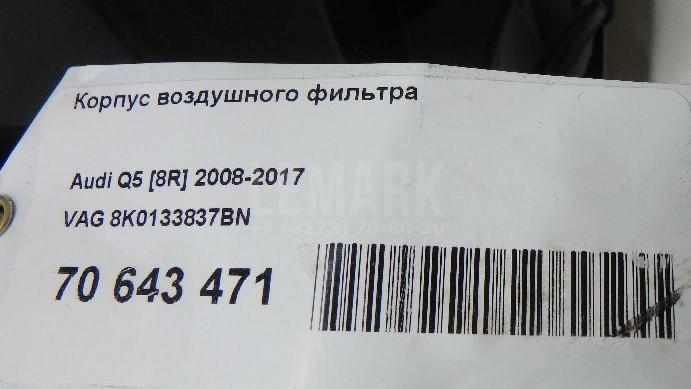 Корпус воздушного фильтра
Audi Q5 [8R] 2008-2017
VAG 8K0133837BN
70 643 471